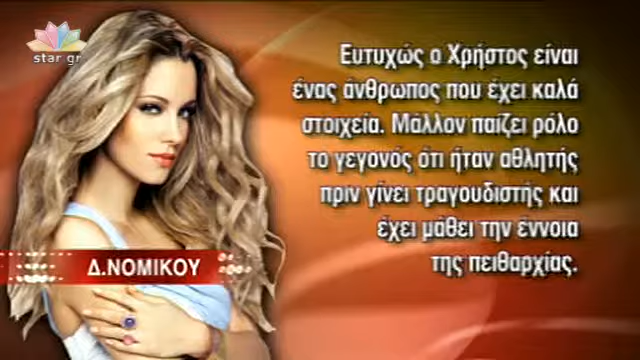 star gr
Ευτυχώς ο Χρήστος είναι
ένας άνθρωπος που έχει καλά
στοιχεία. Μάλλον παίζει ρόλο
το γεγονός ότι ήταν αθλητής
πριν γίνει τραγουδιστής και
έχει μάθει την έννοια
της πειθαρχίας.
Δ.ΝΟΜΙΚΟΥ